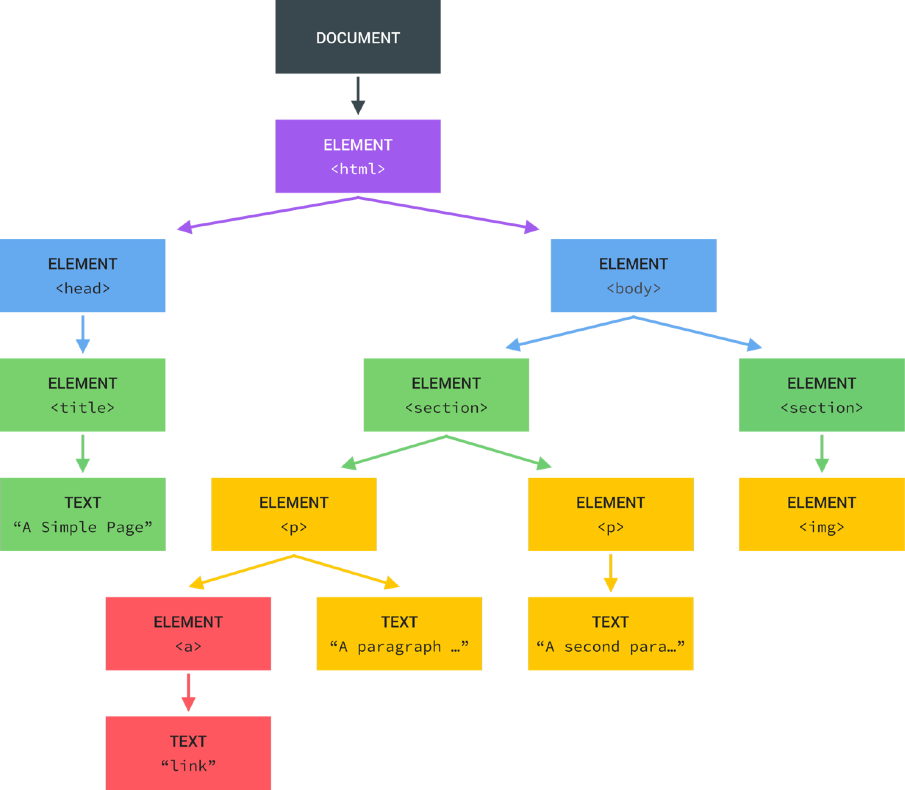 DOCUMENT
ELEMENT
<html>
ELEMENT
<head>
ELEMENT
<body>
ELEMENT
<title>
ELEMENT
<section>
ELEMENT
<section>
TEXT
“A Simple Page”
ELEMENT
<p>
ELEMENT
<p>
ELEMENT
<img>
ELEMENT
<a>
TEXT
“A paragraph …”
TEXT
“A second para…”
TEXT
“link”